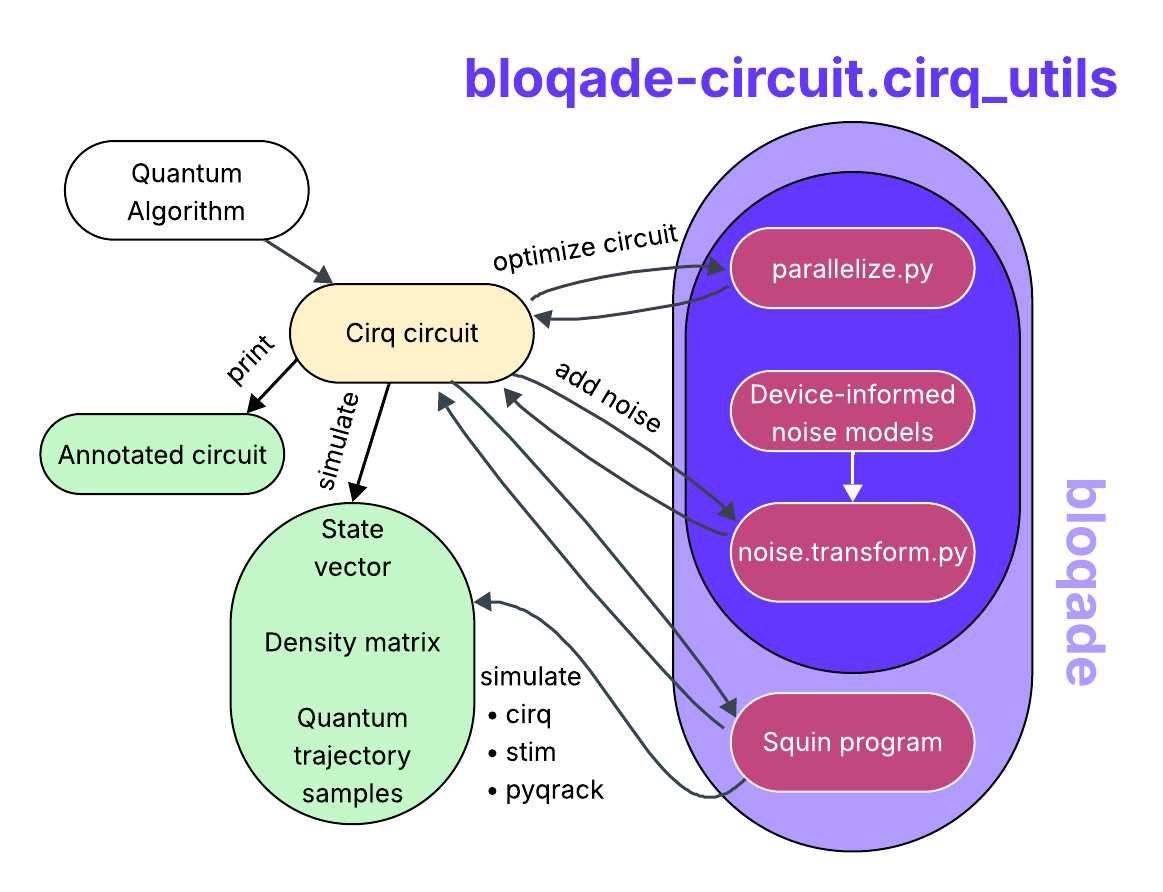 bloqade-circuit.cirq_utils
Quantum
Algorithm
optimize circuit
parallelize.py
Cirq circuit
print
add noise
Device-informed
noise models
simulate
Annotated circuit
bloqade
State
vector
noise.transform.py
Density matrix
simulate
• cirq
• stim
• pyqrack
Quantum
trajectory
samples
Squin program